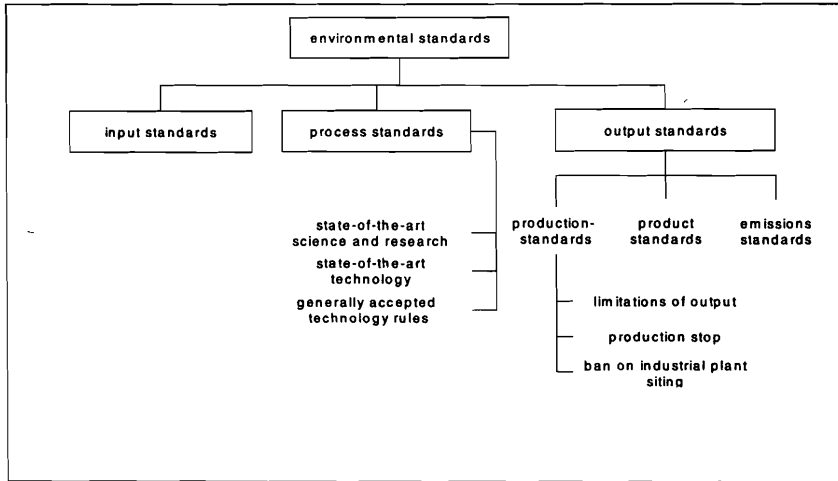 environmental standards
input standards
process standards
output standards
state-of-the-art
science and research
state-of-the-art
technology
generally accepted
technology rules
production-
standards
product
standards
emissions
standards
limitations of output
production stop
ban on industrial plant
siting